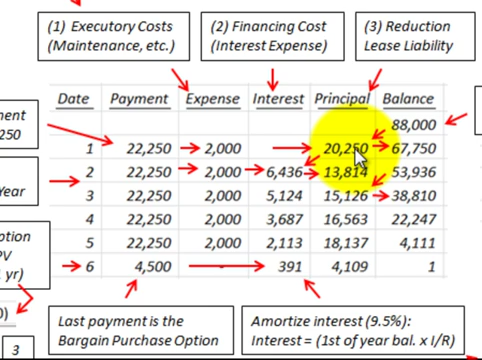 (1) Executory Costs
(Maintenance, etc.)
(2) Financing Cost
(Interest Expense)
(3) Reduction
Lease Liability
Date Payment Expense Interest Principal Balance
88,000
1 22,250 2,000 20,250 67,750
2 22,250 2,000 6,436 13,814 53,936
3 22,250 2,000 5,124 15,126 38,810
4 22,250 2,000 3,687 16,563 22,247
5 22,250 2,000 2,113 18,137 4,111
6 4,500 - 391 4,109 1
ment
250
Year
ption
PV
yr)
0)
3
Last payment is the
Bargain Purchase Option
Amortize interest (9.5%):
Interest = (1st of year bal. x I/R)